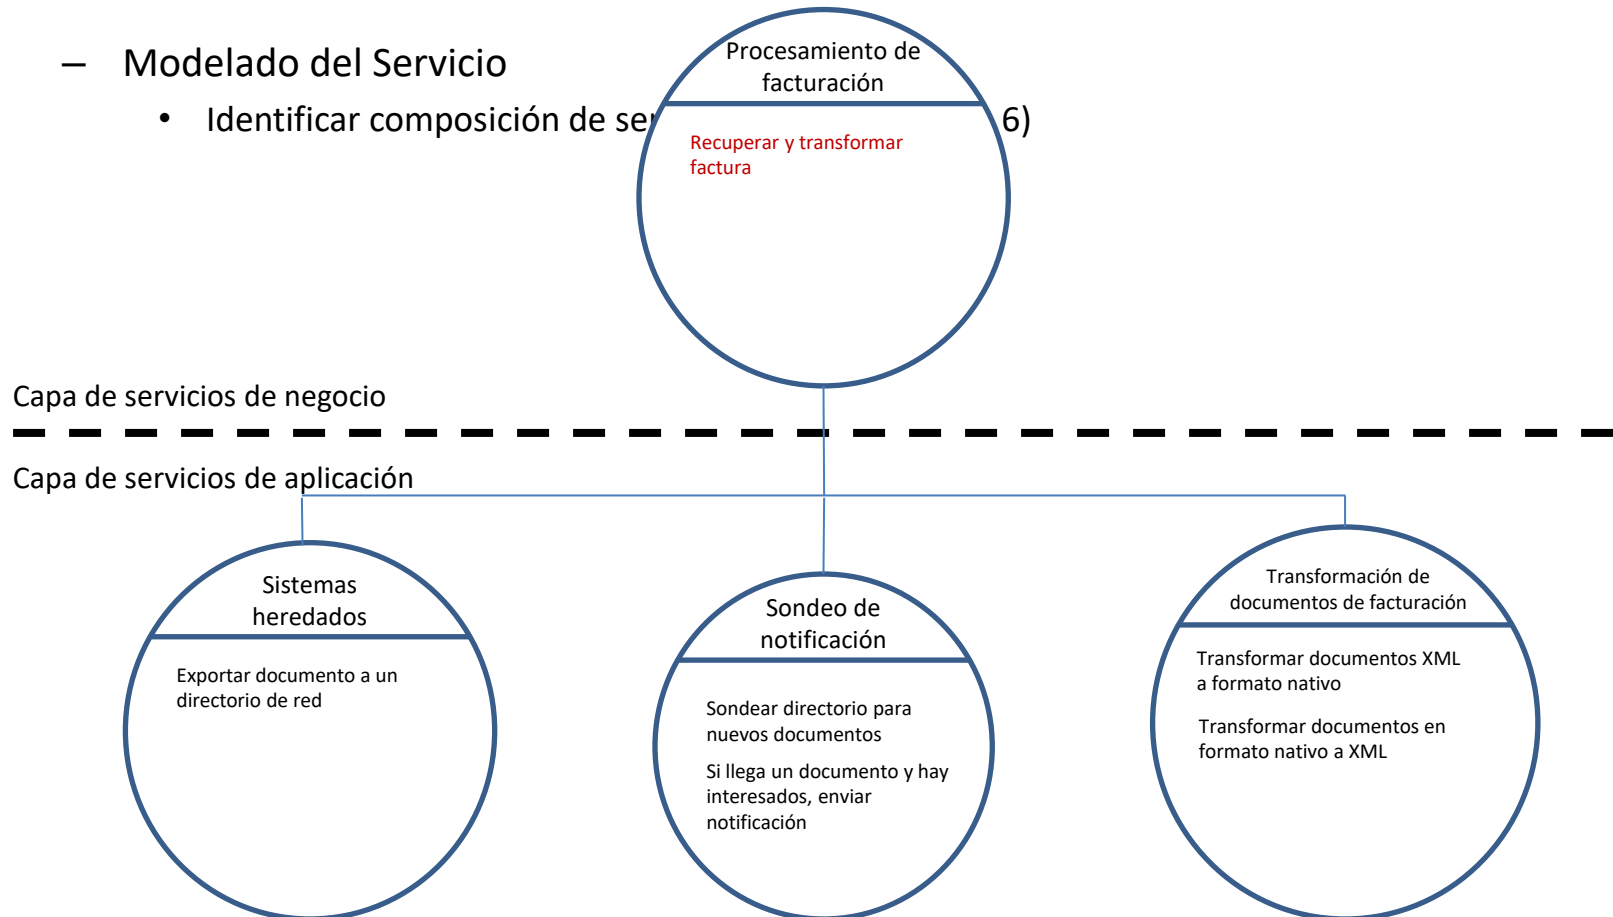 – Modelado del Servicio
• Identificar composición de ser 6)
Procesamiento de
facturación
Recuperar y transformar
factura
Capa de servicios de negocio
Capa de servicios de aplicación
Sistemas
heredados
Exportar documento a un
directorio de red
Sondeo de
notificación
Sondear directorio para
nuevos documentos
Si llega un documento y hay
interesados, enviar
notificación
Transformación de
documentos de facturación
Transformar documentos XML
a formato nativo
Transformar documentos en
formato nativo a XML